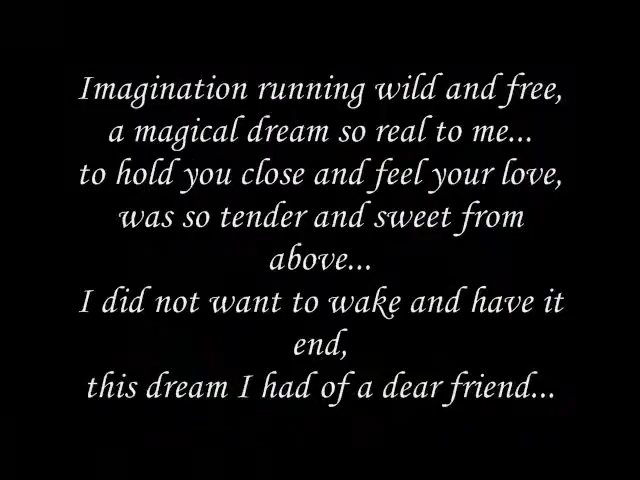 Imagination running wild and free,
a magical dream so real to me...
to hold you close and feel your love,
was so tender and sweet from
above...
I did not want to wake and have it
end,
this dream I had of a dear friend...